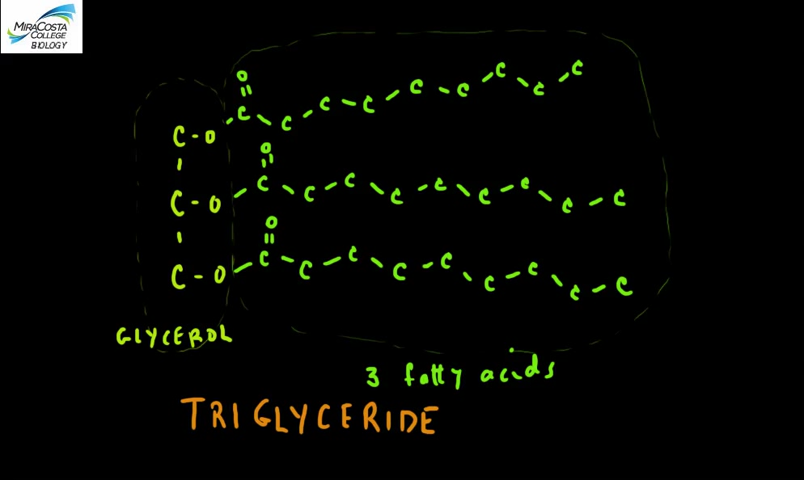 MIRACOSTA
COLLEGE
BIOLOGY
O
C-O-C-C-C-C-C-C-C-C-C
O
C-O-C-C-C-C-C-C-C-C-C
O
C-O-C-C-C-C-C-C-C-C-C
GLYCEROL
3 fatty acids
TRIGLYCERIDE